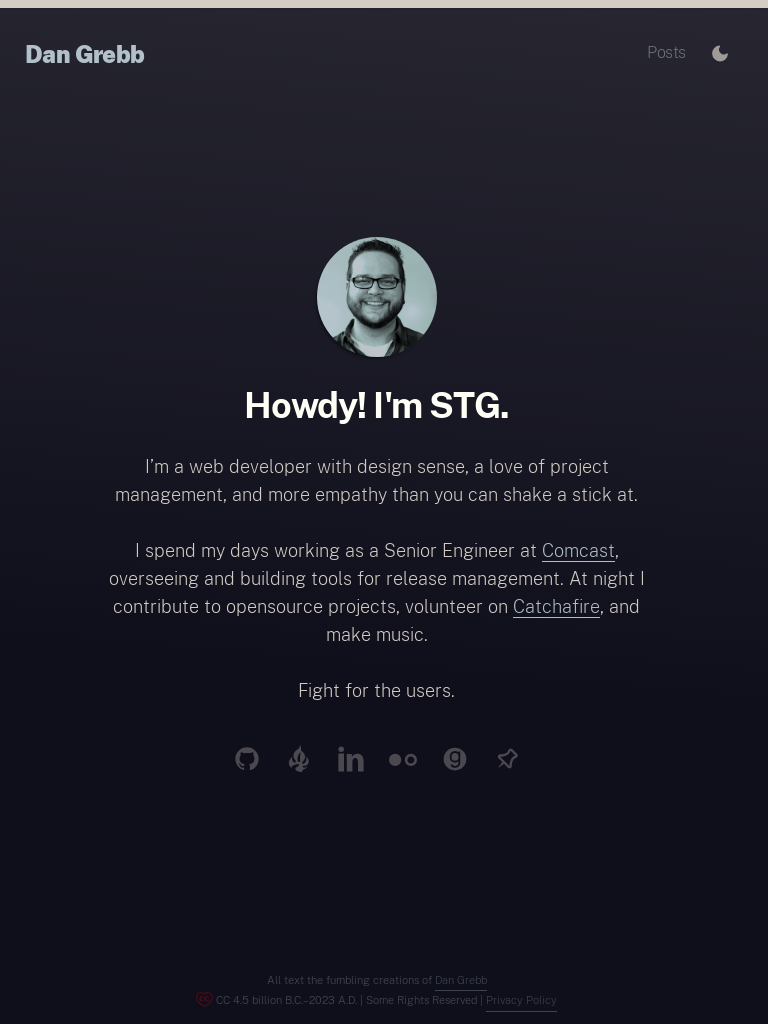 Dan Grebb
Posts
Howdy! I'm STG.
I’m a web developer with design sense, a love of project
management, and more empathy than you can shake a stick at.
I spend my days working as a Senior Engineer at Comcast,
overseeing and building tools for release management. At night I
contribute to opensource projects, volunteer on Catchafire, and
make music.
Fight for the users.
All text the fumbling creations of Dan Grebb
CC 4.5 billion B.C.–2023 A.D. | Some Rights Reserved | Privacy Policy